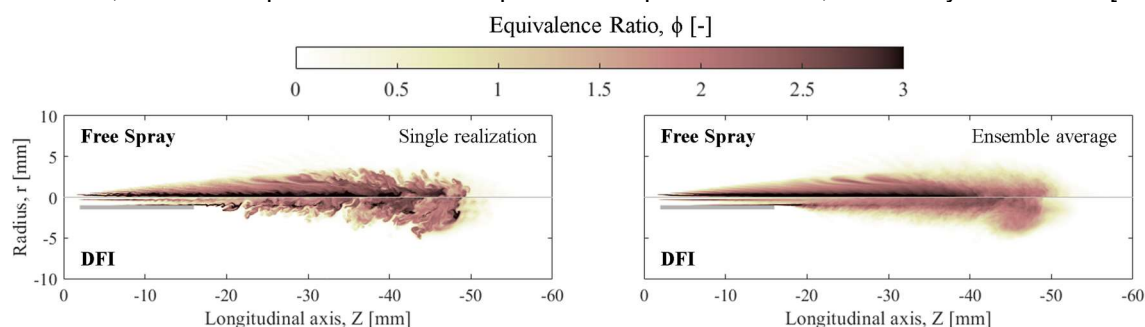 Equivalence Ratio, ϕ [-]
0 0.5 1 1.5 2 2.5 3
10
5
0
-5
-10
Radius, r [mm]
Free Spray Single realization
DFI
0 -10 -20 -30 -40 -50 -60
Longitudinal axis, Z [mm]
Free Spray Ensemble average
DFI
0 -10 -20 -30 -40 -50 -60
Longitudinal axis, Z [mm]